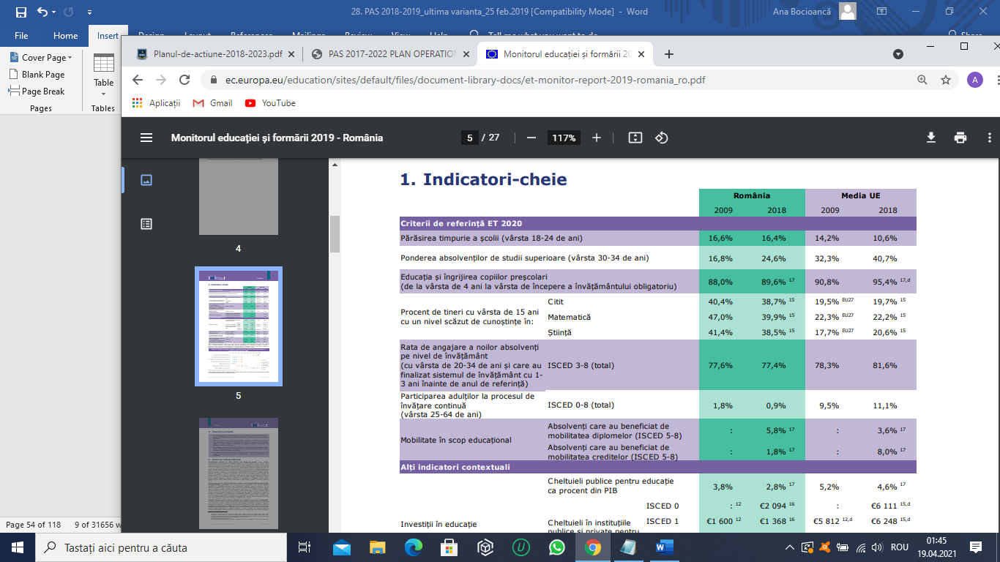 28. PAS 2018-2019_ultima varianta_25 feb.2019 [Compatibility Mode] - Word
Ana Bocioancă
File Home Insert
Cover Page
Blank Page
Page Break
Pages
Table
Tables
Planul-de-actiune-2018-2023.pdf
PAS 2017-2022 PLAN OPERATION
Monitorul educației și formării 20
ec.europa.eu/education/sites/default/files/document-library-docs/et-monitor-report-2019-romania_ro.pdf
A
Aplicații Gmail YouTube
Monitorul educației și formării 2019 - România
5 / 27
117%
4
5
1. Indicatori-cheie
România Media UE
2009 2018 2009 2018
Criterii de referință ET 2020
Părăsirea timpurie a școlii (vârsta 18-24 de ani) 16,6% 16,4% 14,2% 10,6%
Ponderea absolvenților de studii superioare (vârsta 30-34 de ani) 16,8% 24,6% 32,3% 40,7%
Educația și îngrijirea copiilor preșcolari
(de la vârsta de 4 ani la vârsta de începere a învățământului obligatoriu) 88,0% 89,6% 17 90,8% 95,4% 17,d
Procent de tineri cu vârsta de 15 ani
cu un nivel scăzut de cunoștințe în:
Citit 40,4% 38,7% 15 19,5% EU27 19,7% 15
Matematică 47,0% 39,9% 15 22,3% EU27 22,2% 15
Știință 41,4% 38,5% 15 17,7% EU27 20,6% 15
Rata de angajare a noilor absolvenți
pe nivel de învățământ
(cu vârsta de 20-34 de ani și care au
finalizat sistemul de învățământ cu 1-
3 ani înainte de anul de referință)
ISCED 3-8 (total) 77,6% 77,4% 78,3% 81,6%
Participarea adulților la procesul de
învățare continuă
(vârsta 25-64 de ani)
ISCED 0-8 (total) 1,8% 0,9% 9,5% 11,1%
Mobilitate în scop educațional
Absolvenți care au beneficiat de
mobilitatea diplomelor (ISCED 5-8) : 5,8% 17 : 3,6% 17
Absolvenți care au beneficiat de
mobilitatea creditelor (ISCED 5-8) : 1,8% 17 : 8,0% 17
Alți indicatori contextuali
Investiții în educație
Cheltuieli publice pentru educație
ca procent din PIB 3,8% 2,8% 17 5,2% 4,6% 17
ISCED 0 : 12 €2 094 16 : €6 111 15,d
Cheltuieli în instituțiile
ISCED 1 €1 600 12 €1 368 16 €5 812 12,d €6 248 15,d
Page 54 of 118 9 of 31656 w
Tastați aici pentru a căuta
ROU
01:45
19.04.2021